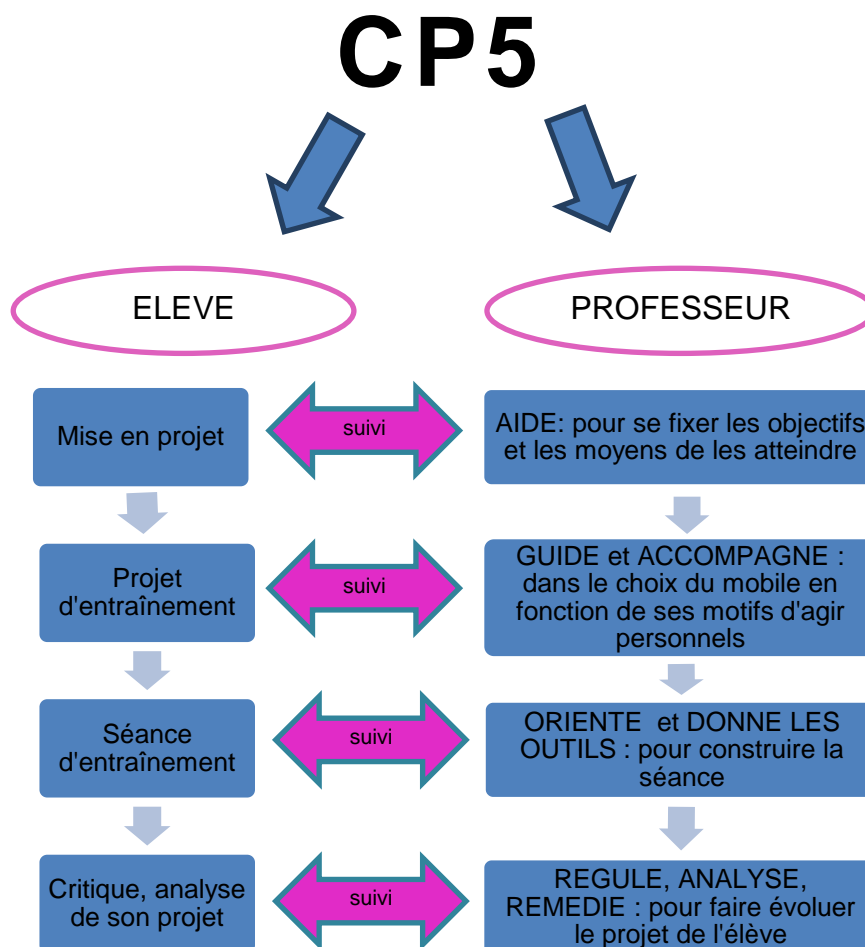 CP5
ELEVE
PROFESSEUR
Mise en projet
suivi
AIDE: pour se fixer les objectifs
et les moyens de les atteindre
Projet
d'entraînement
suivi
GUIDE et ACCOMPAGNE :
dans le choix du mobile en
fonction de ses motifs d'agir
personnels
Séance
d'entraînement
suivi
ORIENTE et DONNE LES
OUTILS : pour construire la
séance
Critique, analyse
de son projet
suivi
REGULE, ANALYSE,
REMEDIE : pour faire évoluer
le projet de l'élève